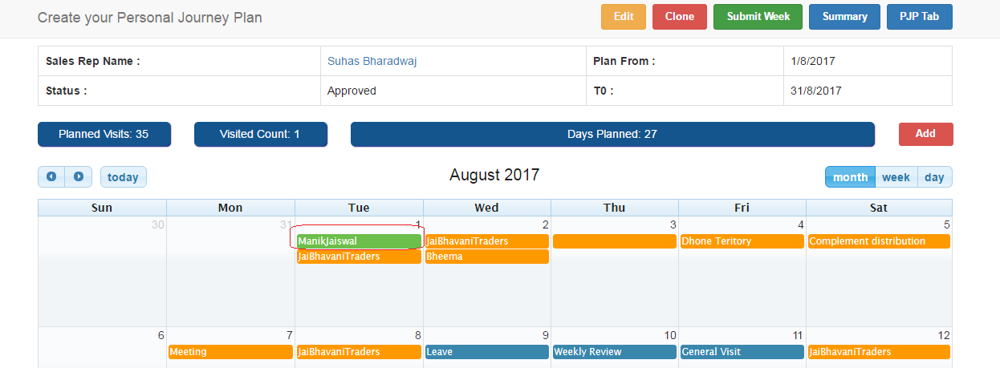 Create your Personal Journey Plan
Edit Clone Submit Week Summary PJP Tab
Sales Rep Name : Suhas Bharadwaj Plan From : 1/8/2017
Status : Approved T0 : 31/8/2017
Planned Visits: 35 Visited Count: 1 Days Planned: 27 Add
today August 2017 month week day
Sun Mon Tue Wed Thu Fri Sat
30 31 1 2 3 4 5
ManikJaiswal JaiBhavaniTraders Dhone Teritory Complement distribution
JaiBhavaniTraders Bheema
6 7 8 9 10 11 12
Meeting JaiBhavaniTraders Leave Weekly Review General Visit JaiBhavaniTraders